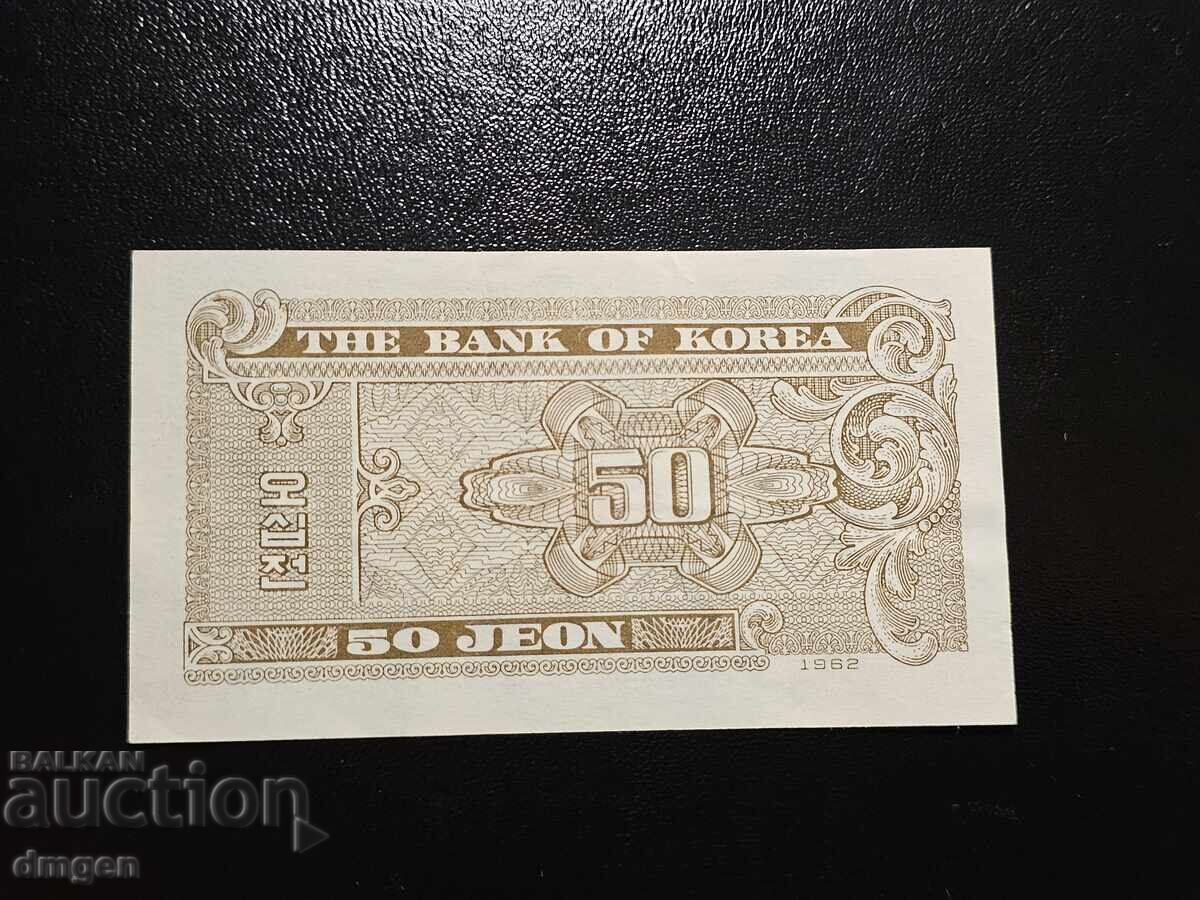 THE BANK OF KOREA
오십전
50
50 JEON
1962
BALKAN
auction
dmgen